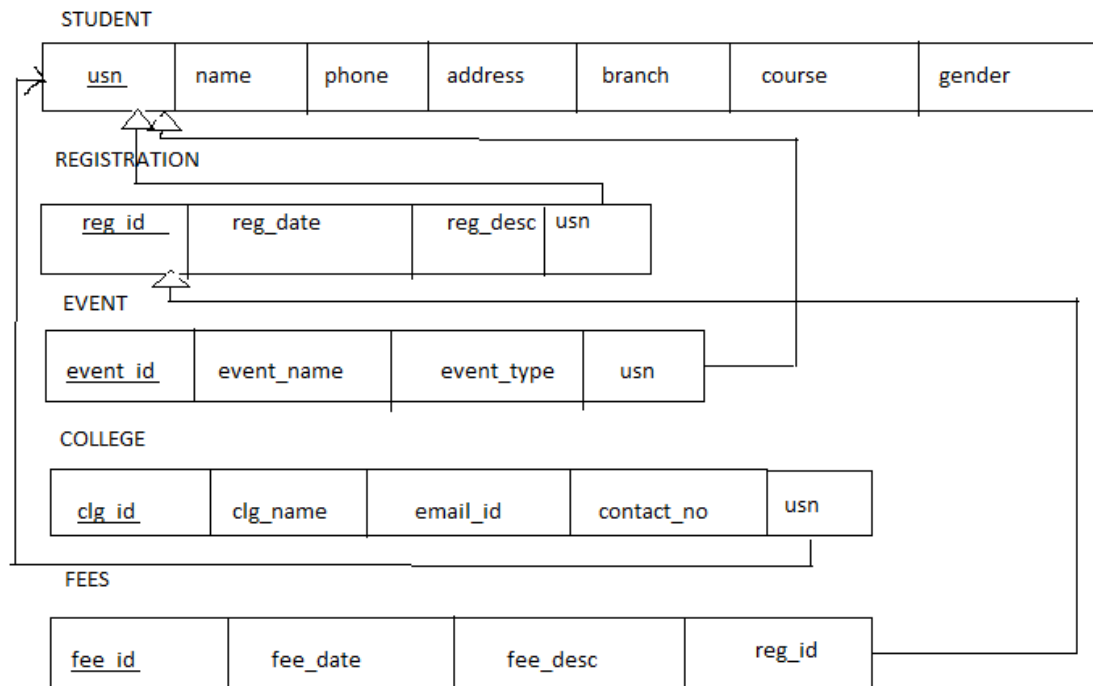 STUDENT
usn name phone address branch course gender
REGISTRATION
reg_id reg_date reg_desc usn
EVENT
event_id event_name event_type usn
COLLEGE
clg_id clg_name email_id contact_no usn
FEES
fee_id fee_date fee_desc reg_id